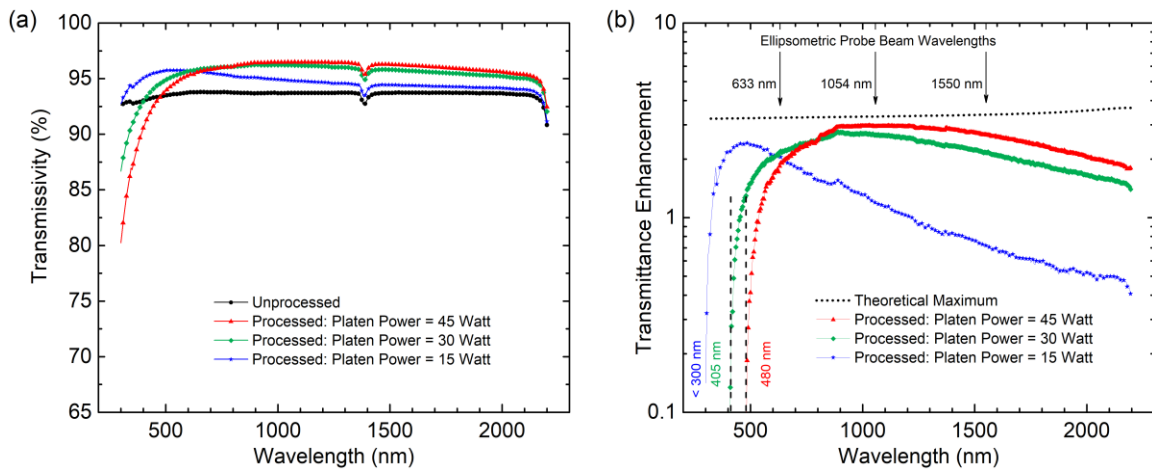 (a)
100
95
90
85
80
75
70
65
Transmissivity (%)
500
1000
1500
2000
Wavelength (nm)
Unprocessed
Processed: Platen Power = 45 Watt
Processed: Platen Power = 30 Watt
Processed: Platen Power = 15 Watt
(b)
10
1
0.1
Transmittance Enhancement
Ellipsometric Probe Beam Wavelengths
633 nm
1054 nm
1550 nm
Theoretical Maximum
Processed: Platen Power = 45 Watt
Processed: Platen Power = 30 Watt
Processed: Platen Power = 15 Watt
< 300 nm
405 nm
480 nm
500
1000
1500
2000
Wavelength (nm)